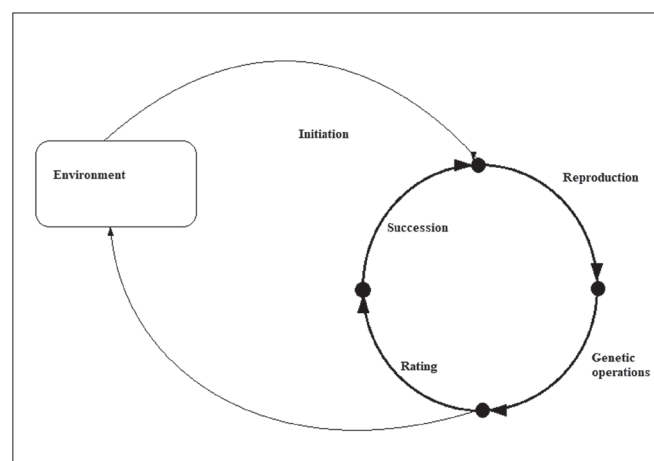 Initiation
Environment
Reproduction
Succession
Rating
Genetic
operations